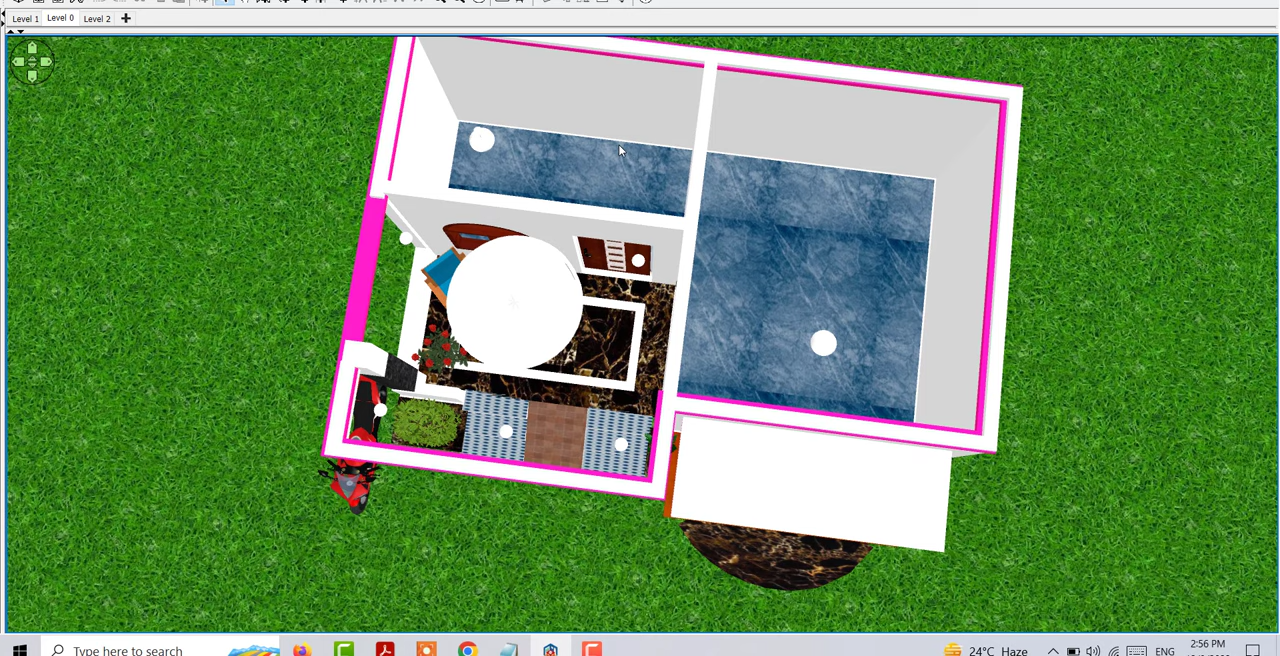 Level 1 Level 0 Level 2
Type here to search
24°C Haze
ENG
2:56 PM